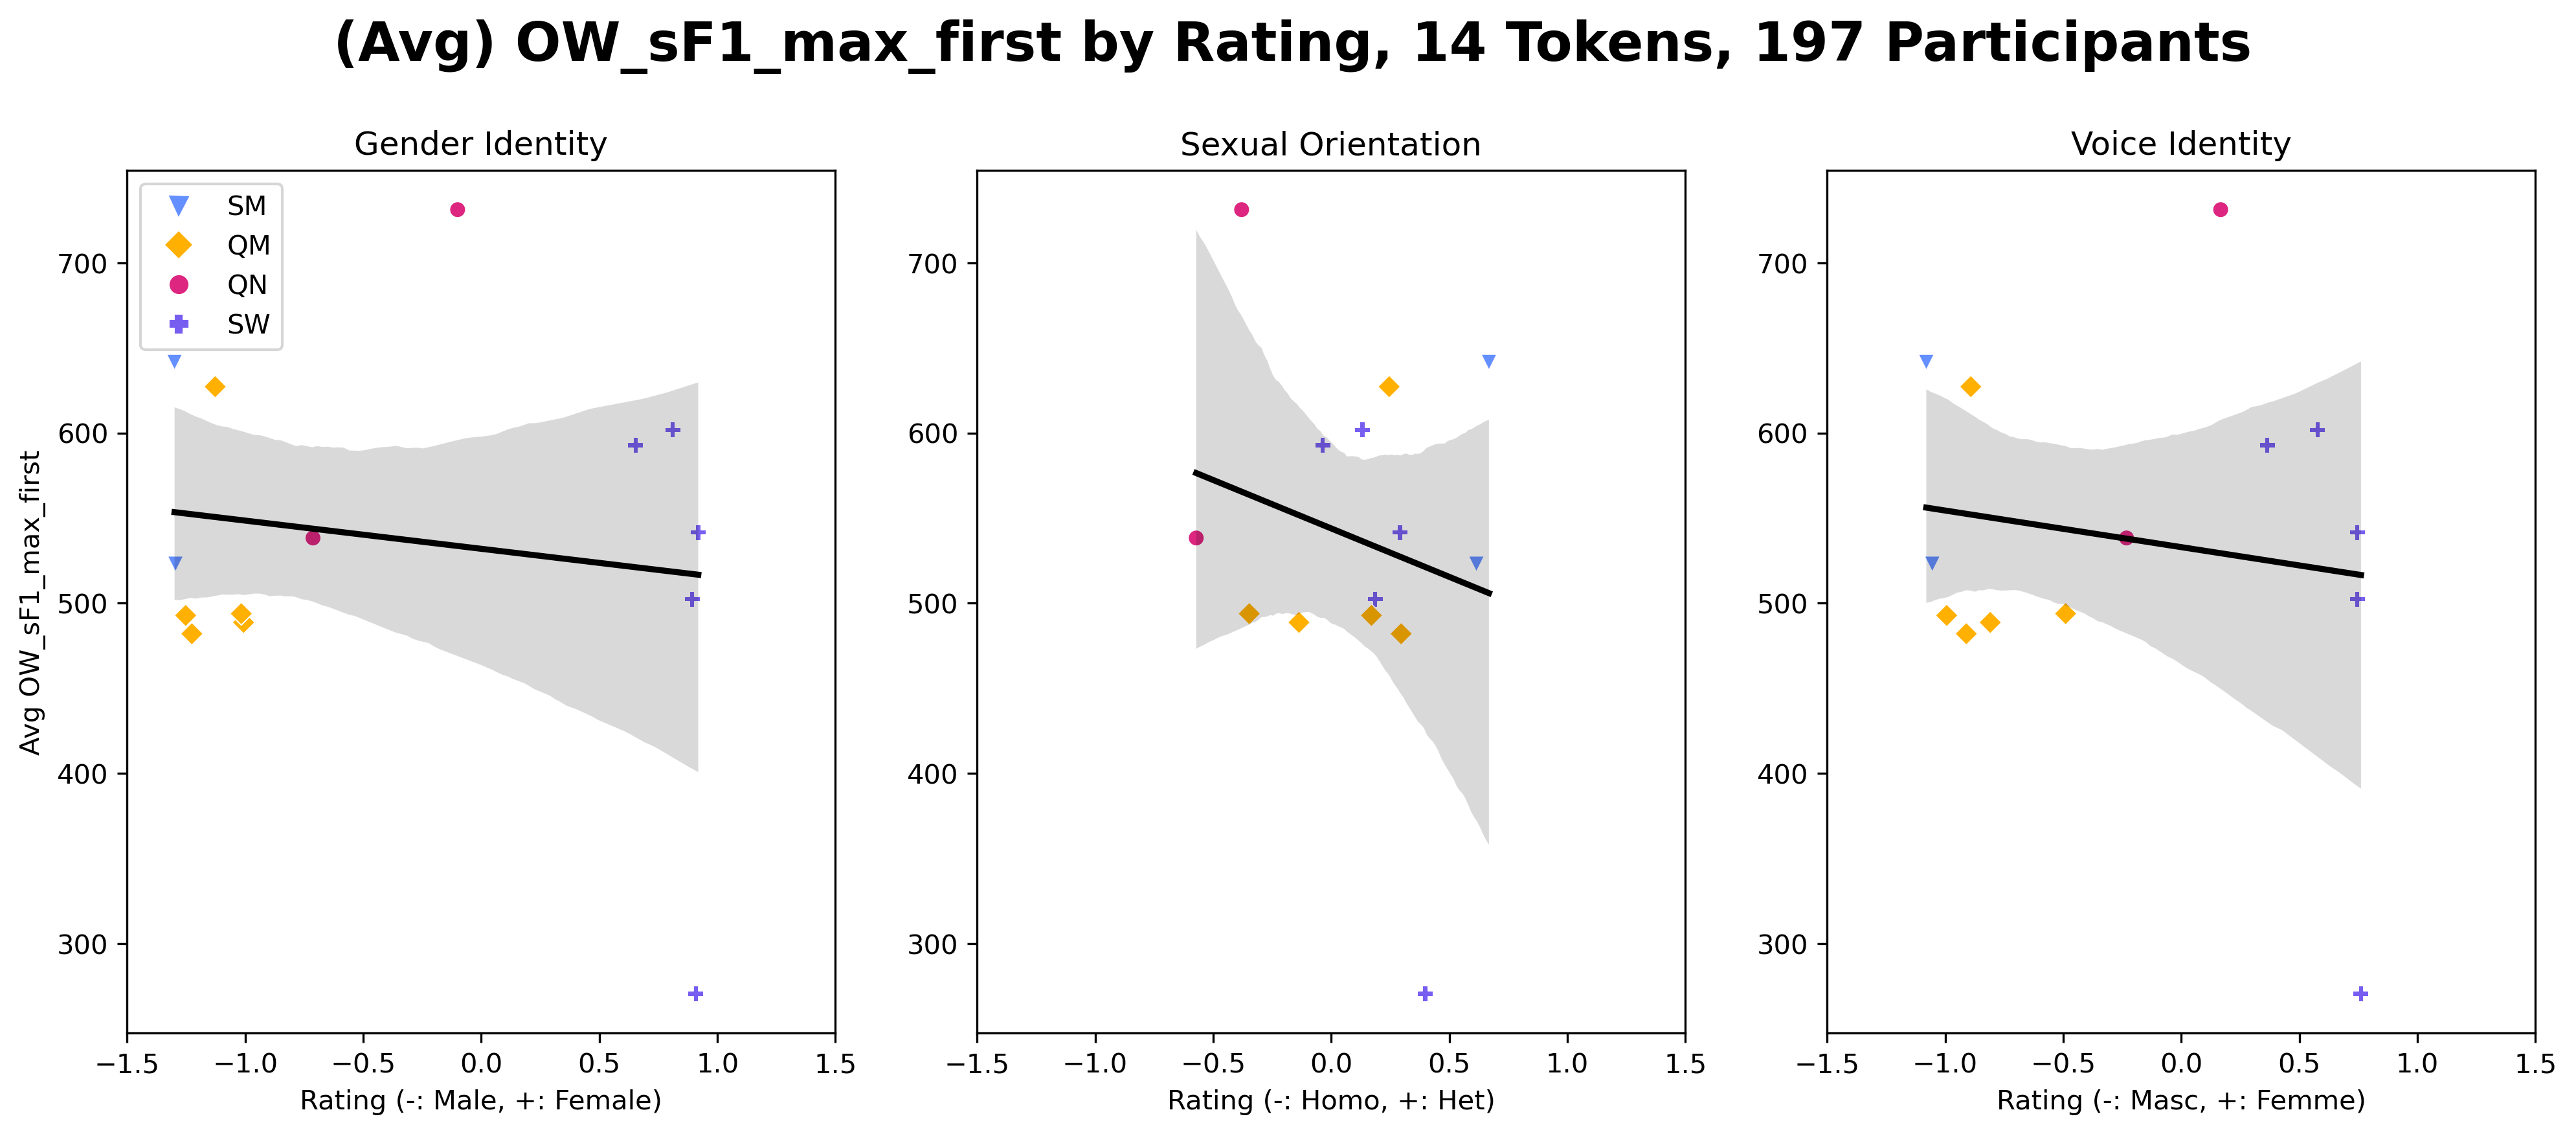 (Avg) OW_sF1_max_first by Rating, 14 Tokens, 197 Participants
Gender Identity
Sexual Orientation
Voice Identity
SM
QM
QN
SW
Avg OW_sF1_max_first
700
600
500
400
300
−1.5 −1.0 −0.5 0.0 0.5 1.0 1.5
Rating (-: Male, +: Female)
700
600
500
400
300
−1.5 −1.0 −0.5 0.0 0.5 1.0 1.5
Rating (-: Homo, +: Het)
700
600
500
400
300
−1.5 −1.0 −0.5 0.0 0.5 1.0 1.5
Rating (-: Masc, +: Femme)